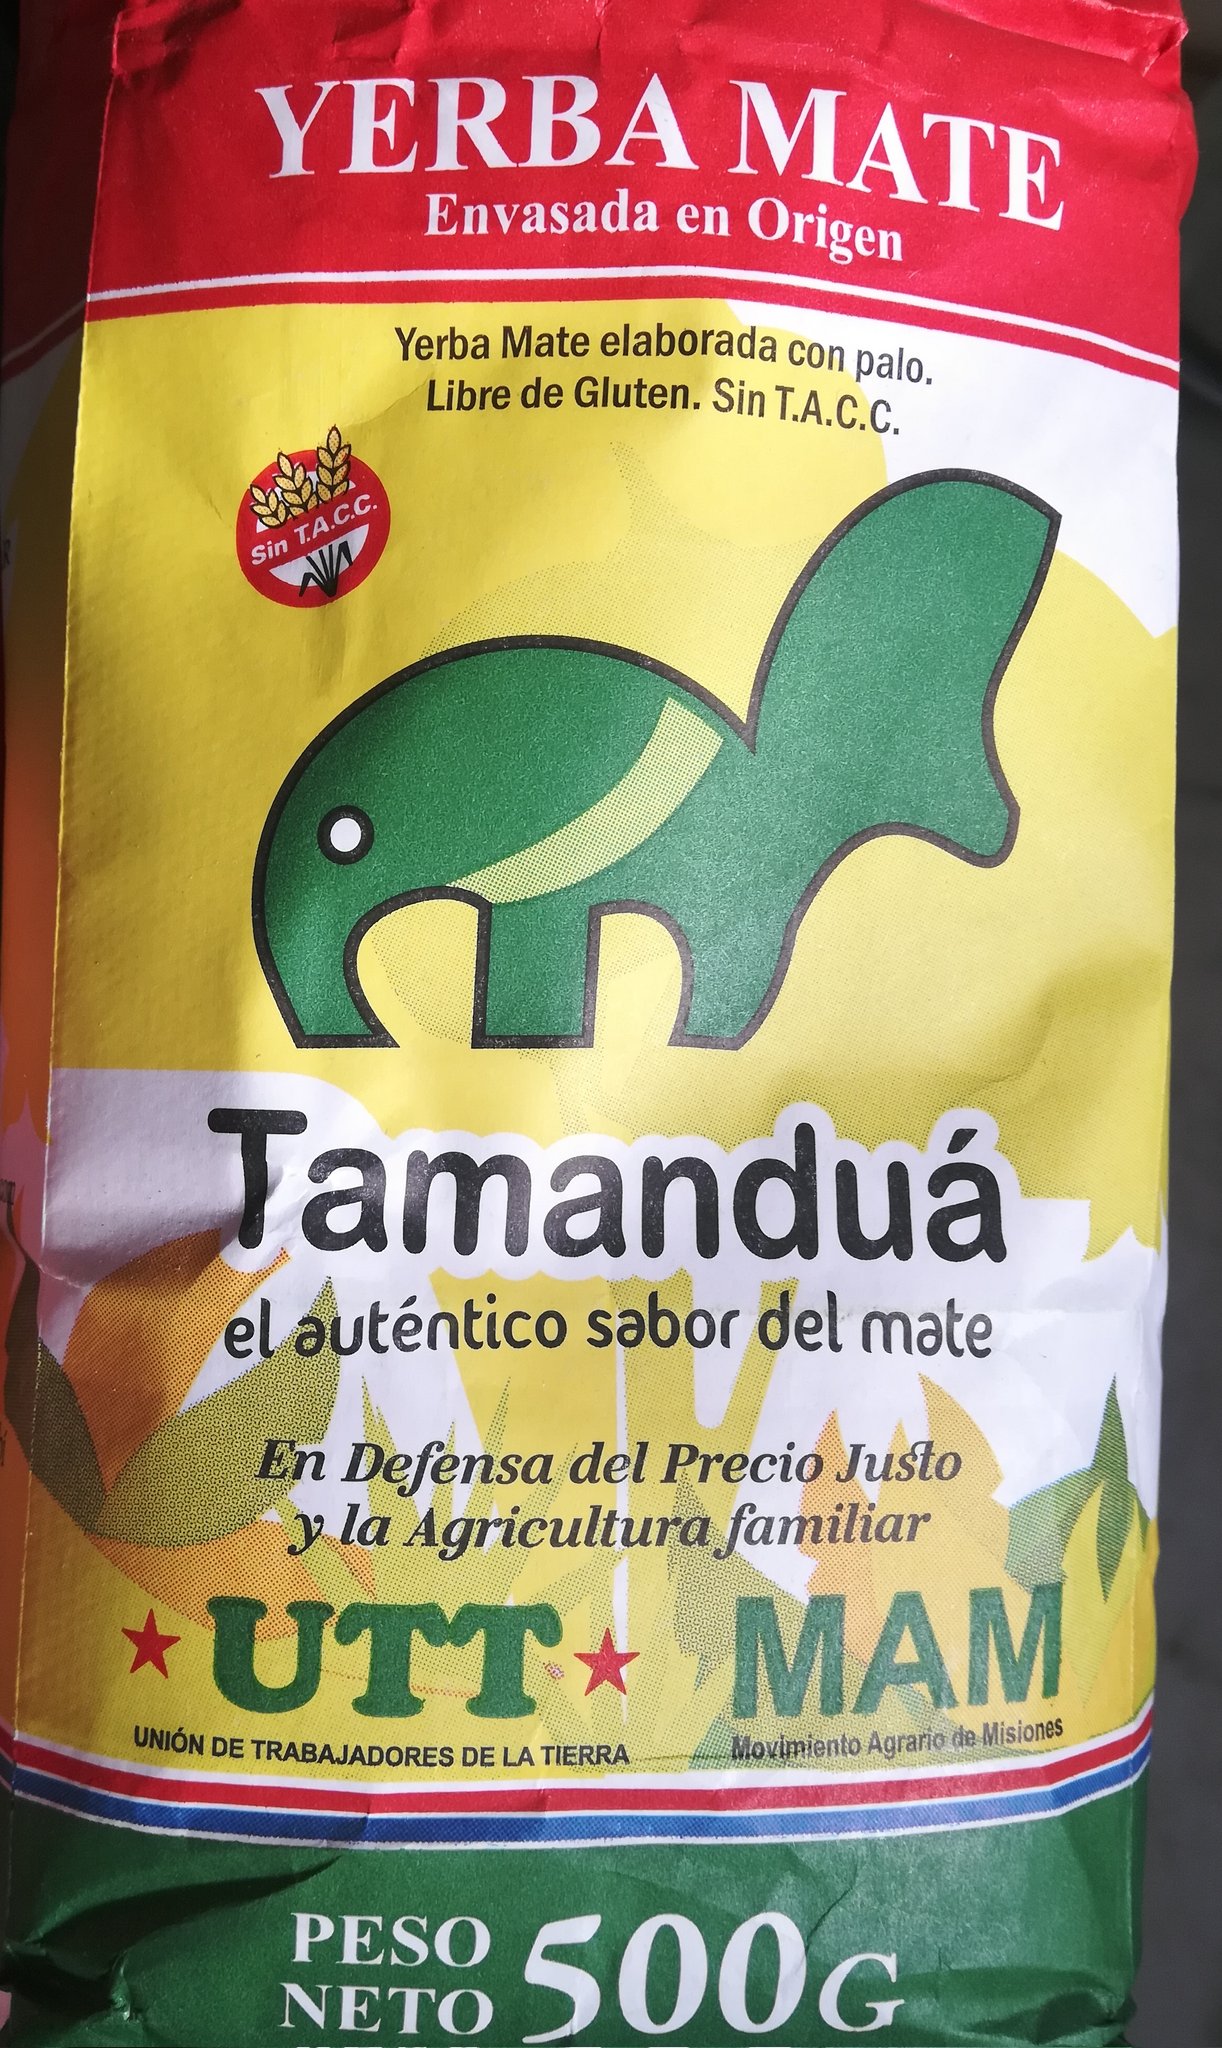 YERBA MATE
Envasada en Origen
Yerba Mate elaborada con palo.
Libre de Gluten. Sin T.A.C.C.
Sin T.A.C.C.
Tamanduá
el auténtico sabor del mate
En Defensa del Precio Justo
y la Agricultura familiar
UTT
UNIÓN DE TRABAJADORES DE LA TIERRA
MAM
Movimiento Agrario de Misiones
PESO
NETO 500G